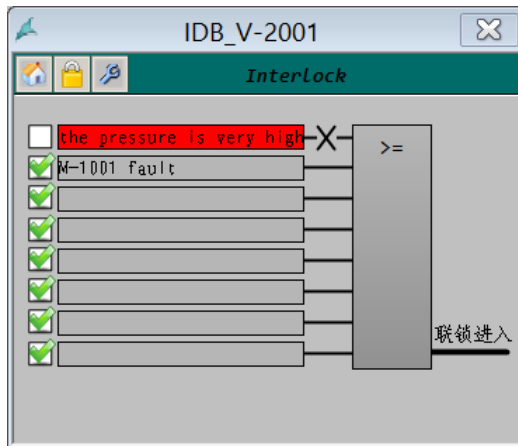 IDB_V-2001
Interlock
the pressure is very high
>=
M-1001 fault
联锁进入